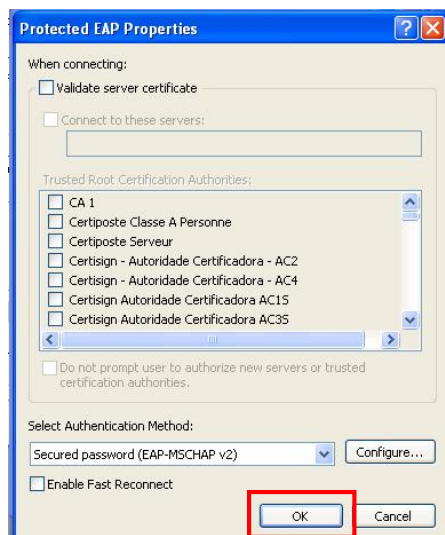 Protected EAP Properties
When connecting:
Validate server certificate
Connect to these servers:
Trusted Root Certification Authorities:
CA 1
Certiposte Classe A Personne
Certiposte Serveur
Certisign - Autoridade Certificadora - AC2
Certisign - Autoridade Certificadora - AC4
Certisign Autoridade Certificadora AC1S
Certisign Autoridade Certificadora AC3S
Do not prompt user to authorize new servers or trusted
certification authorities.
Select Authentication Method:
Secured password (EAP-MSCHAP v2)
Configure...
Enable Fast Reconnect
OK
Cancel